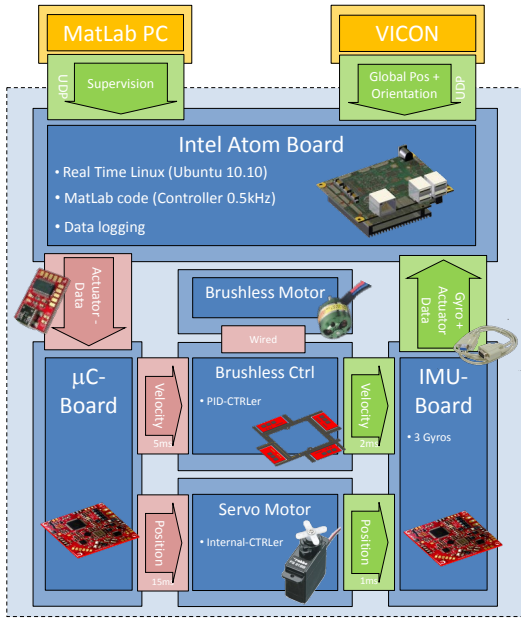 MatLab PC
VICON
UDP
Supervision
Global Pos +
Orientation
UDP
Intel Atom Board
• Real Time Linux (Ubuntu 10.10)
• MatLab code (Controller 0.5kHz)
• Data logging
Actuator -
Data
Brushless Motor
Gyro +
Actuator
Data
Wired
µC-
Board
Velocity
5ms
Brushless Ctrl
• PID-CTRLer
Velocity
2ms
IMU-
Board
• 3 Gyros
Position
15ms
Servo Motor
• Internal-CTRLer
Position
1ms